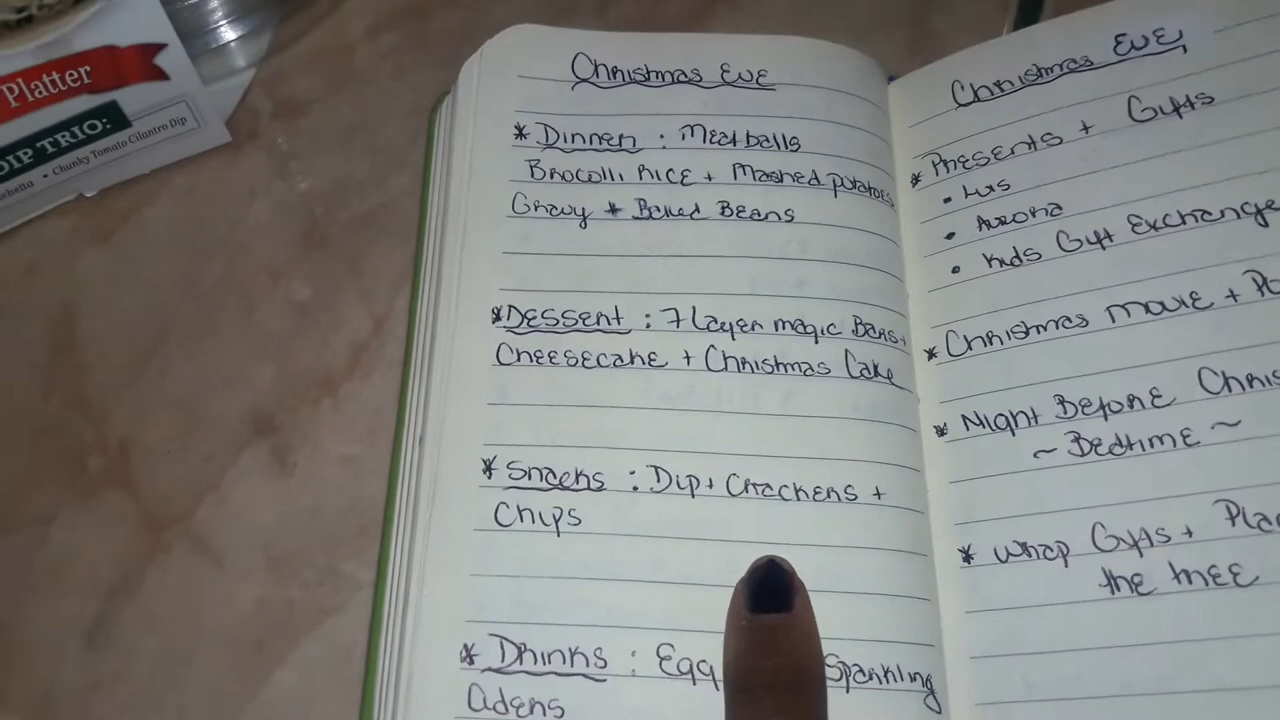 Platter
DIP TRIO:
• Chunky Tomato Cilantro Dip
Christmas Eve
* Dinner : Meatballs
Brocolli Rice + Mashed potatoes
Gravy * Baked Beans
* Dessert : 7 Layer magic Bars +
Cheesecake + Christmas Cake
* Snacks : Dip + Crackers +
Chips
* Drinks : Egg Sparkling
Ciders
Christmas Eve
* Presents + Gifts
• Luis
• Aurora
• Kids Gift Exchange
* Christmas movie +
* Night Before
~ Bedtime ~
* Wrap Gifts +
the tree